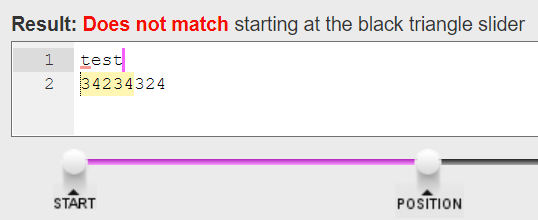 Result: Does not match starting at the black triangle slider
1 test
2 34234324
START POSITION